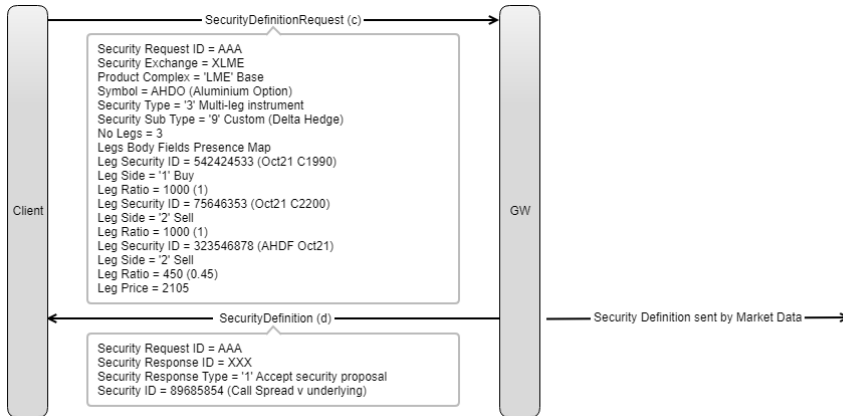 SecurityDefinitionRequest (c)
Security Request ID = AAA
Security Exchange = XLME
Product Complex = 'LME' Base
Symbol = AHDO (Aluminium Option)
Security Type = '3' Multi-leg instrument
Security Sub Type = '9' Custom (Delta Hedge)
No Legs = 3
Legs Body Fields Presence Map
Leg Security ID = 542424533 (Oct21 C1990)
Leg Side = '1' Buy
Leg Ratio = 1000 (1)
Leg Security ID = 75646353 (Oct21 C2200)
Leg Side = '2' Sell
Leg Ratio = 1000 (1)
Leg Security ID = 323546878 (AHDF Oct21)
Leg Side = '2' Sell
Leg Ratio = 450 (0.45)
Leg Price = 2105
Client
GW
SecurityDefinition (d)
Security Definition sent by Market Data
Security Request ID = AAA
Security Response ID = XXX
Security Response Type = '1' Accept security proposal
Security ID = 89685854 (Call Spread v underlying)